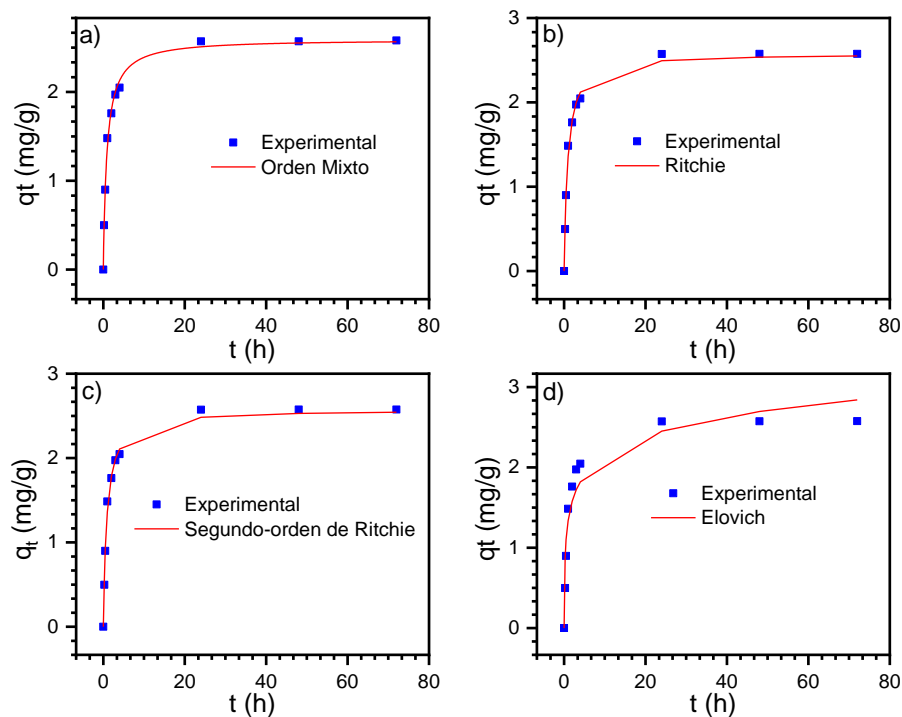 a)
qt (mg/g)
2
1
0
Experimental
Orden Mixto
0 20 40 60 80
t (h)
b)
qt (mg/g)
3
2
1
0
Experimental
Ritchie
0 20 40 60 80
t (h)
c)
qt (mg/g)
3
2
1
0
Experimental
Segundo-orden de Ritchie
0 20 40 60 80
t (h)
d)
qt (mg/g)
3
2
1
0
Experimental
Elovich
0 20 40 60 80
t (h)